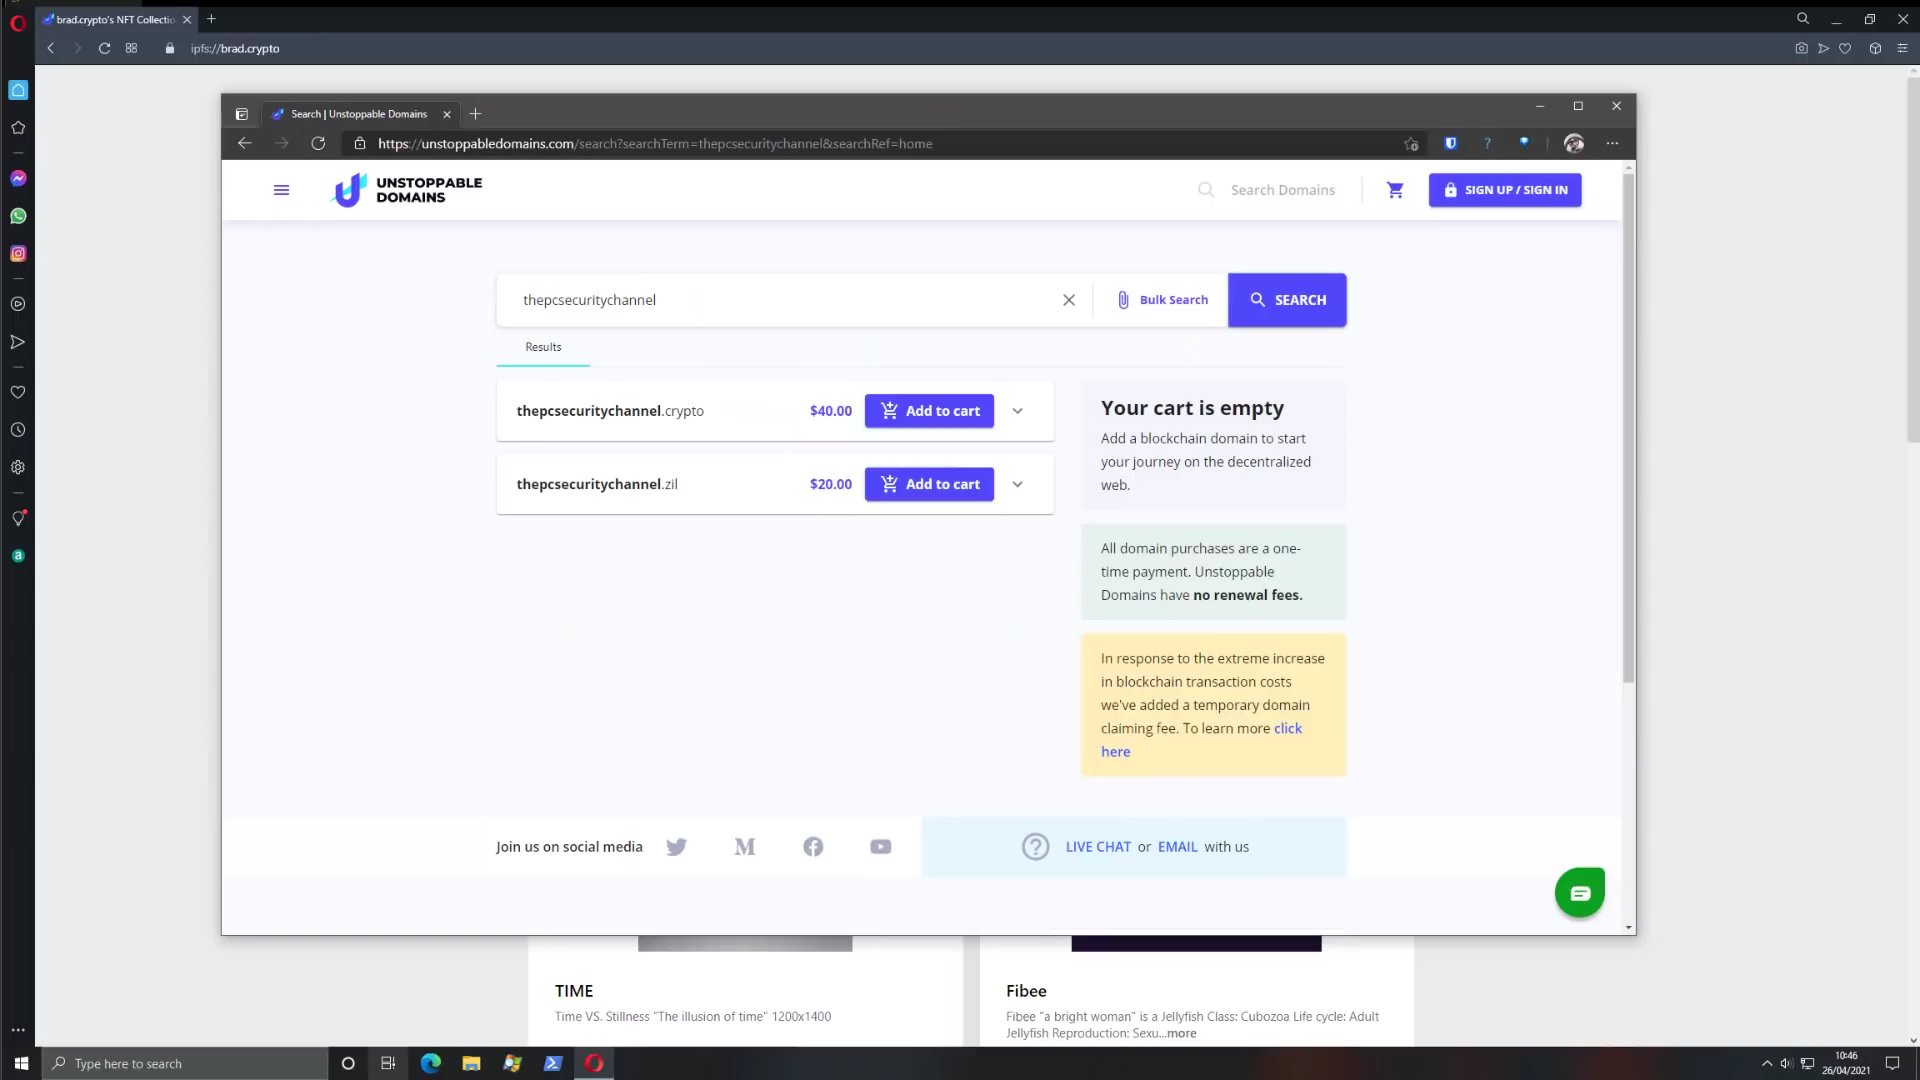 brad.crypto's NFT Collectio
ipfs://brad.crypto
Search | Unstoppable Domains
https://unstoppabledomains.com/search?searchTerm=thepcsecuritychannel&searchRef=home
UNSTOPPABLE
DOMAINS
Search Domains
SIGN UP / SIGN IN
thepcsecuritychannel
Bulk Search
SEARCH
Results
thepcsecuritychannel.crypto
$40.00
Add to cart
thepcsecuritychannel.zil
$20.00
Add to cart
Your cart is empty
Add a blockchain domain to start
your journey on the decentralized
web.
All domain purchases are a one-
time payment. Unstoppable
Domains have no renewal fees.
In response to the extreme increase
in blockchain transaction costs
we've added a temporary domain
claiming fee. To learn more click
here
Join us on social media
LIVE CHAT or EMAIL with us
TIME
Time VS. Stillness "The illusion of time" 1200x1400
Fibee
Fibee "a bright woman" is a Jellyfish Class: Cubozoa Life cycle: Adult
Jellyfish Reproduction: Sexu...more
Type here to search
10:46
26/04/2021